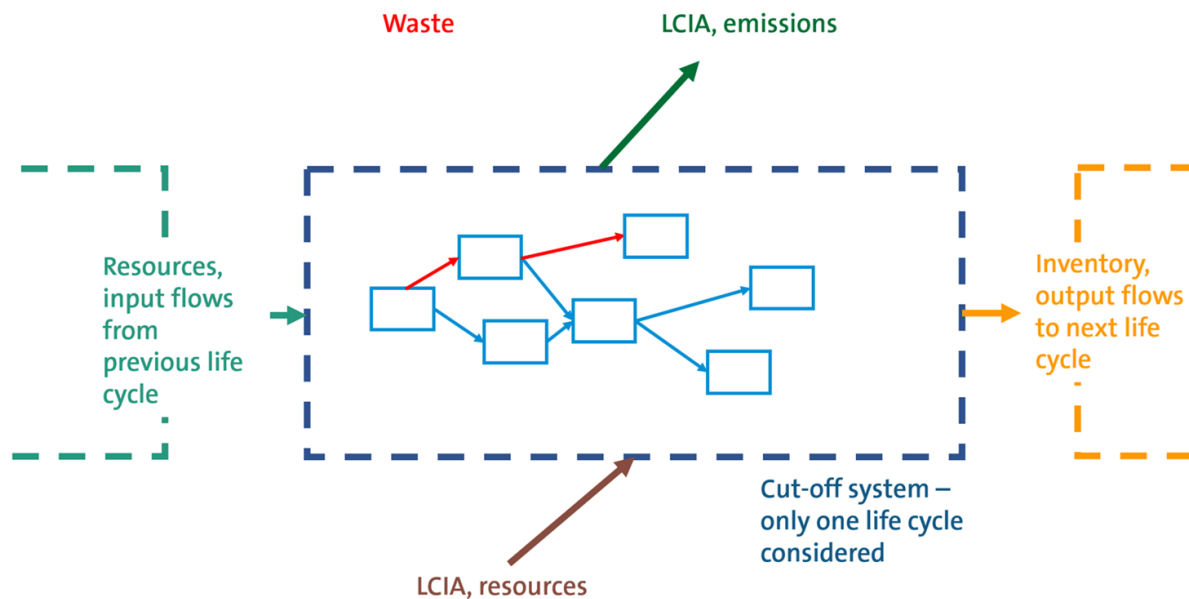 Waste
LCIA, emissions
Resources,
input flows
from
previous life
cycle
Inventory,
output flows
to next life
cycle
Cut-off system –
only one life cycle
considered
LCIA, resources